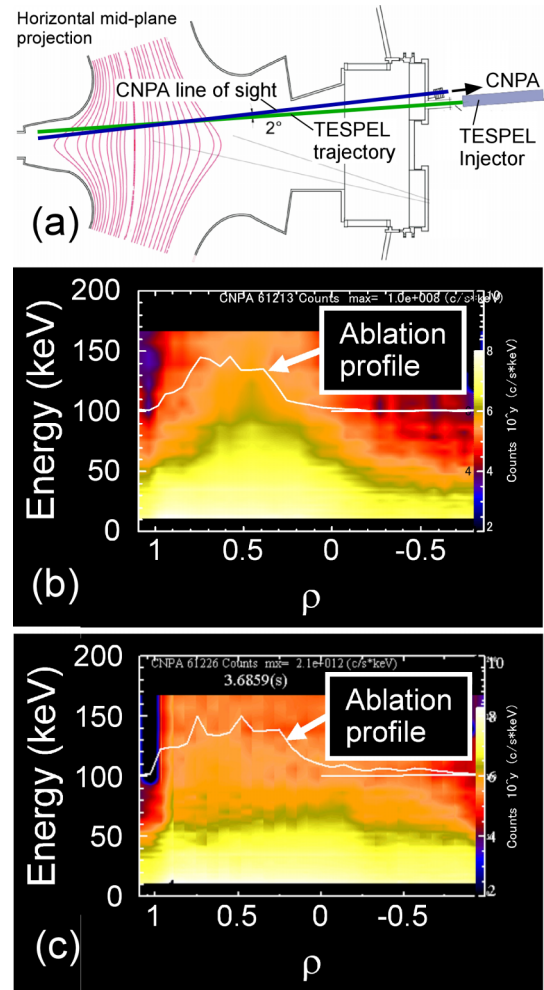 Horizontal mid-plane
projection
CNPA line of sight
CNPA
2°
TESPEL
trajectory
TESPEL
Injector
(a)
CNPA 61213 Counts max= 1.0e+008 (c/s*keV)
Ablation
profile
Energy (keV)
200
150
100
50
0
1 0.5 0 -0.5
ρ
10
8
6
4
2
Counts 10^y (c/s*keV)
(b)
CNPA 61226 Counts mx= 2.1e+012 (c/s*keV)
3.6859(s)
Ablation
profile
Energy (keV)
200
150
100
50
0
1 0.5 0 -0.5
ρ
10
8
6
4
2
Counts 10^y (c/s*keV)
(c)